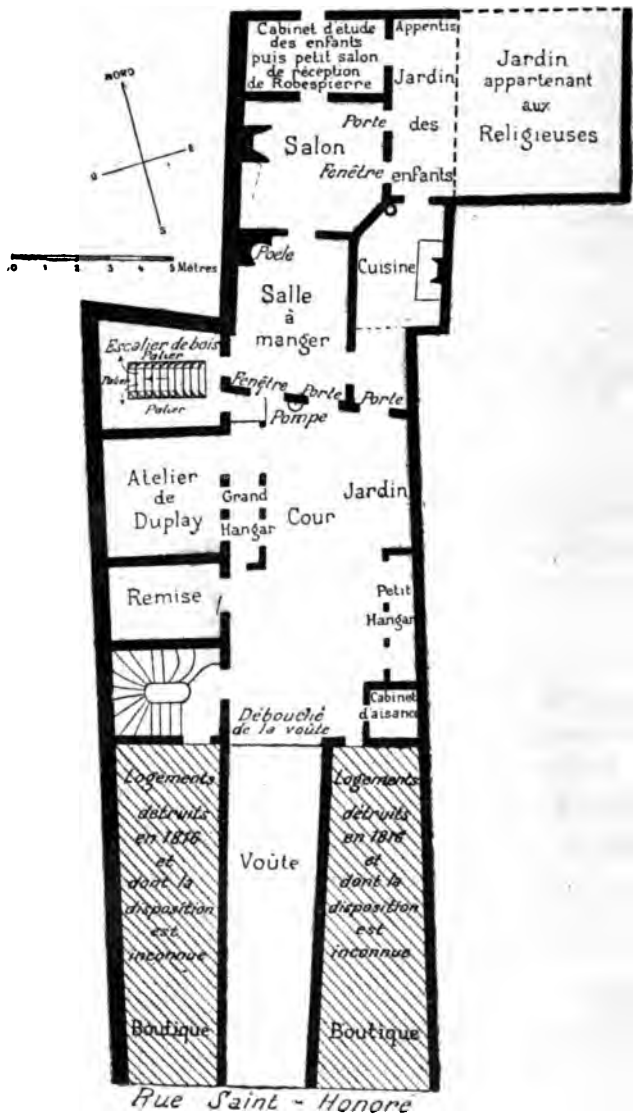 Cabinet d'étude
des enfants
puis petit salon
de réception
de Robespierre
Appentis
Jardin
des
enfants
Jardin
appartenant
aux
Religieuses
NORD
O
E
S
Porte
Salon
Fenêtre
0 1 2 3 4 5 Mètres
Poele
Cuisine
Salle
à
manger
Escalier de bois
Palier
Palier
Palier
Fenêtre
Porte
Porte
Pompe
Atelier
de
Duplay
Grand
Hangar
Cour
Jardin
Remise
Petit
Hangar
Cabinet
d'aisance
Débouché
de la voûte
Logements
détruits
en 1816
et
dont la
disposition
est
inconnue
Boutique
Voûte
Logements
détruits
en 1816
et
dont la
disposition
est
inconnue
Boutique
Rue Saint-Honoré